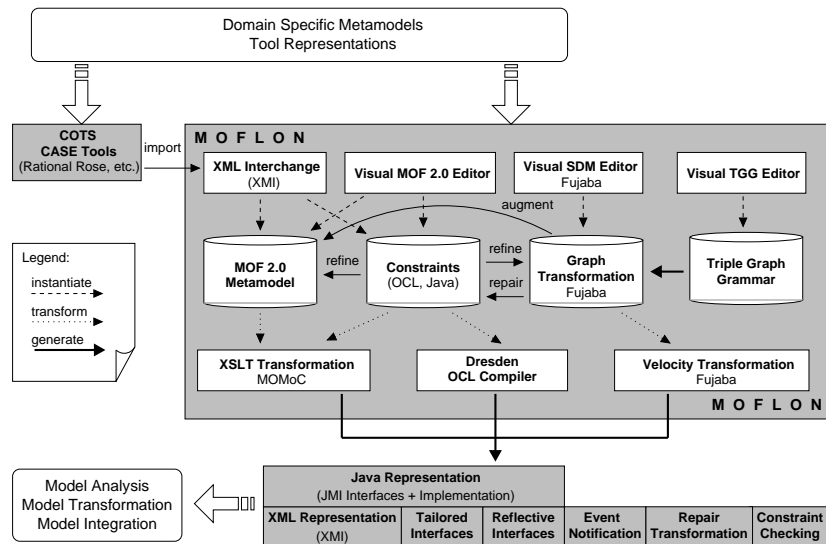 Domain Specific Metamodels
Tool Representations
COTS
CASE Tools
(Rational Rose, etc.)
import
M O F L O N
XML Interchange
(XMI)
Visual MOF 2.0 Editor
Visual SDM Editor
Fujaba
Visual TGG Editor
augment
Legend:
instantiate
transform
generate
MOF 2.0
Metamodel
refine
Constraints
(OCL, Java)
refine
repair
Graph
Transformation
Fujaba
Triple Graph
Grammar
XSLT Transformation
MOMoC
Dresden
OCL Compiler
Velocity Transformation
Fujaba
M O F L O N
Model Analysis
Model Transformation
Model Integration
Java Representation
(JMI Interfaces + Implementation)
XML Representation
(XMI)
Tailored
Interfaces
Reflective
Interfaces
Event
Notification
Repair
Transformation
Constraint
Checking